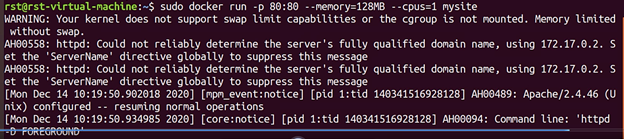 rst@rst-virtual-machine:~$ sudo docker run -p 80:80 --memory=128MB --cpus=1 mysite
WARNING: Your kernel does not support swap limit capabilities or the cgroup is not mounted. Memory limited
 without swap.
AH00558: httpd: Could not reliably determine the server's fully qualified domain name, using 172.17.0.2. S
et the 'ServerName' directive globally to suppress this message
AH00558: httpd: Could not reliably determine the server's fully qualified domain name, using 172.17.0.2. S
et the 'ServerName' directive globally to suppress this message
[Mon Dec 14 10:19:50.902018 2020] [mpm_event:notice] [pid 1:tid 140341516928128] AH00489: Apache/2.4.46 (U
nix) configured -- resuming normal operations
[Mon Dec 14 10:19:50.934985 2020] [core:notice] [pid 1:tid 140341516928128] AH00094: Command line: 'httpd
-D FOREGROUND'